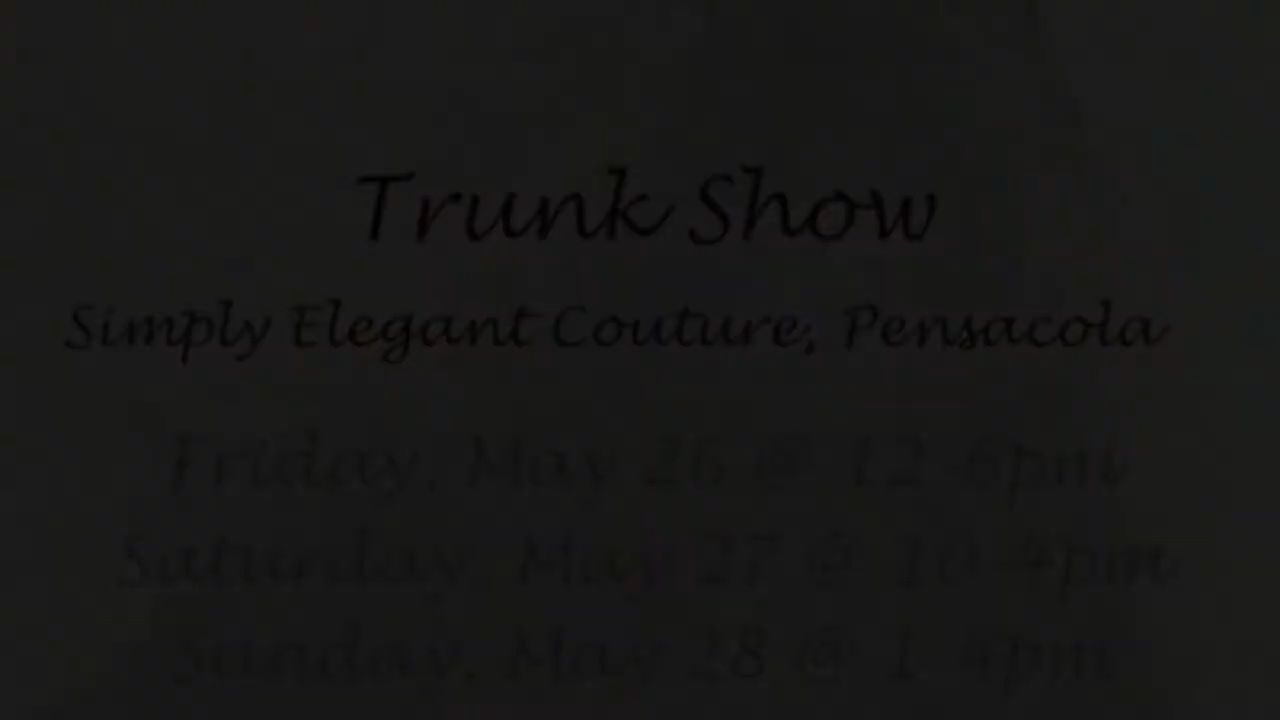 Trunk Show
Simply Elegant Couture, Pensacola
Friday, May 26 @ 12-6pm
Saturday, May 27 @ 10-4pm
Sunday, May 28 @ 1-4pm